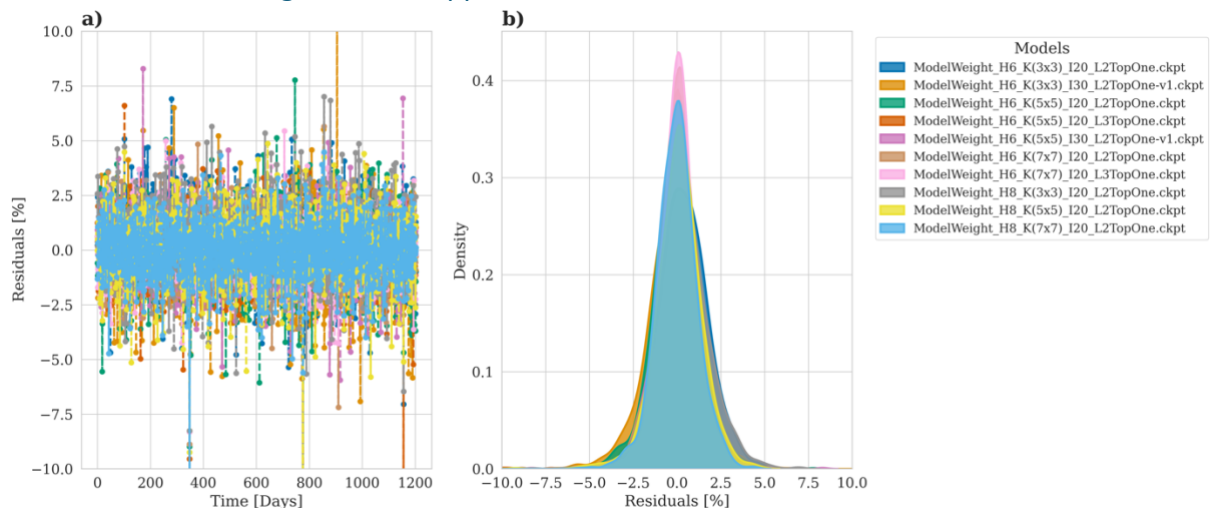 a)
10.0
7.5
5.0
2.5
0.0
−2.5
−5.0
−7.5
−10.0
Residuals [%]
0 200 400 600 800 1000 1200
Time [Days]
b)
0.4
0.3
0.2
0.1
0.0
Density
−10.0 −7.5 −5.0 −2.5 0.0 2.5 5.0 7.5 10.0
Residuals [%]
Models
ModelWeight_H6_K(3x3)_I20_L2TopOne.ckpt
ModelWeight_H6_K(3x3)_I30_L2TopOne-v1.ckpt
ModelWeight_H6_K(5x5)_I20_L2TopOne.ckpt
ModelWeight_H6_K(5x5)_I20_L3TopOne.ckpt
ModelWeight_H6_K(5x5)_I30_L2TopOne-v1.ckpt
ModelWeight_H6_K(7x7)_I20_L2TopOne.ckpt
ModelWeight_H6_K(7x7)_I20_L3TopOne.ckpt
ModelWeight_H8_K(3x3)_I20_L2TopOne.ckpt
ModelWeight_H8_K(5x5)_I20_L2TopOne.ckpt
ModelWeight_H8_K(7x7)_I20_L2TopOne.ckpt